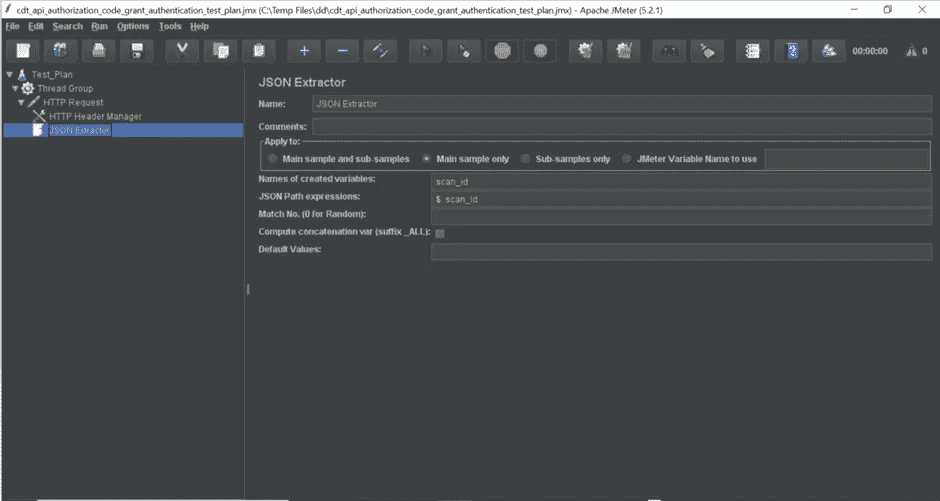 cdt_api_authorization_code_grant_authentication_test_plan.jmx (C:\Temp Files\dd\cdt_api_authorization_code_grant_authentication_test_plan.jmx) - Apache JMeter (5.2.1)
File Edit Search Run Options Tools Help
00:00:00 0
Test_Plan
Thread Group
HTTP Request
HTTP Header Manager
JSON Extractor
JSON Extractor
Name: JSON Extractor
Comments:
Apply to:
Main sample and sub-samples Main sample only Sub-samples only JMeter Variable Name to use
Names of created variables: scan_id
JSON Path expressions: $.scan_id
Match No. (0 for Random):
Compute concatenation var (suffix _ALL):
Default Values: